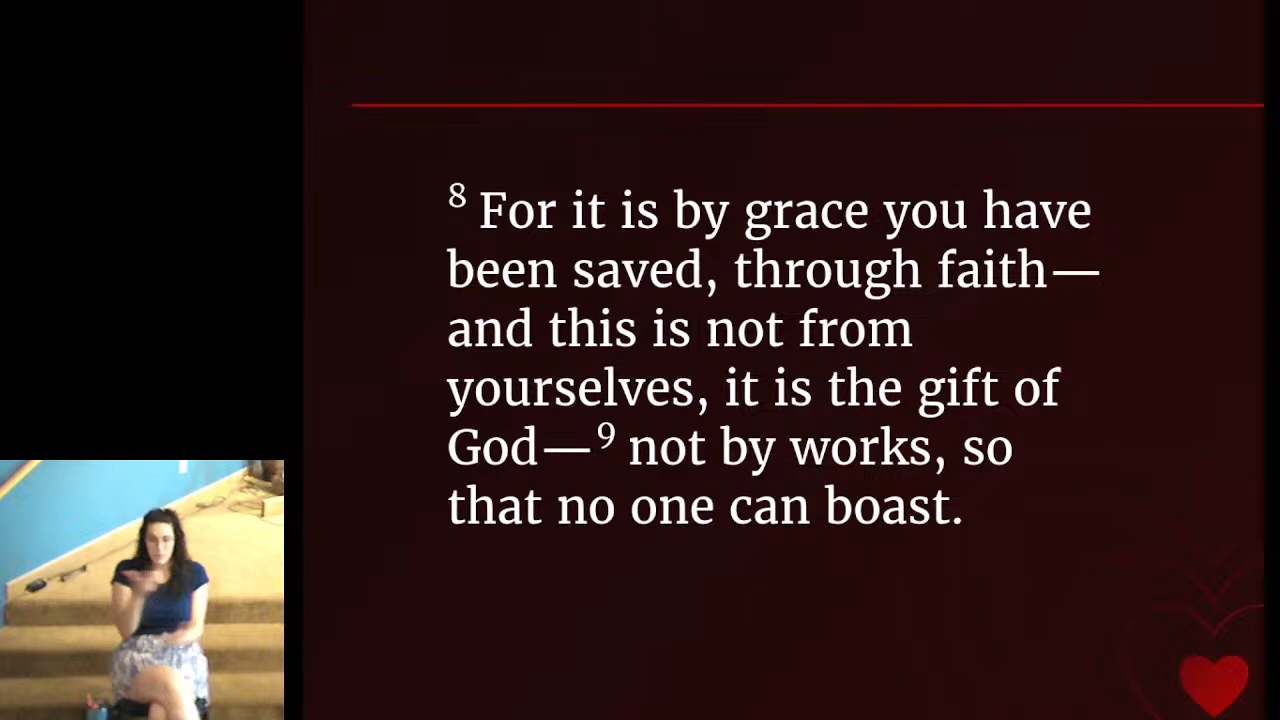 ⁸ For it is by grace you have
been saved, through faith—
and this is not from
yourselves, it is the gift of
God—⁹ not by works, so
that no one can boast.